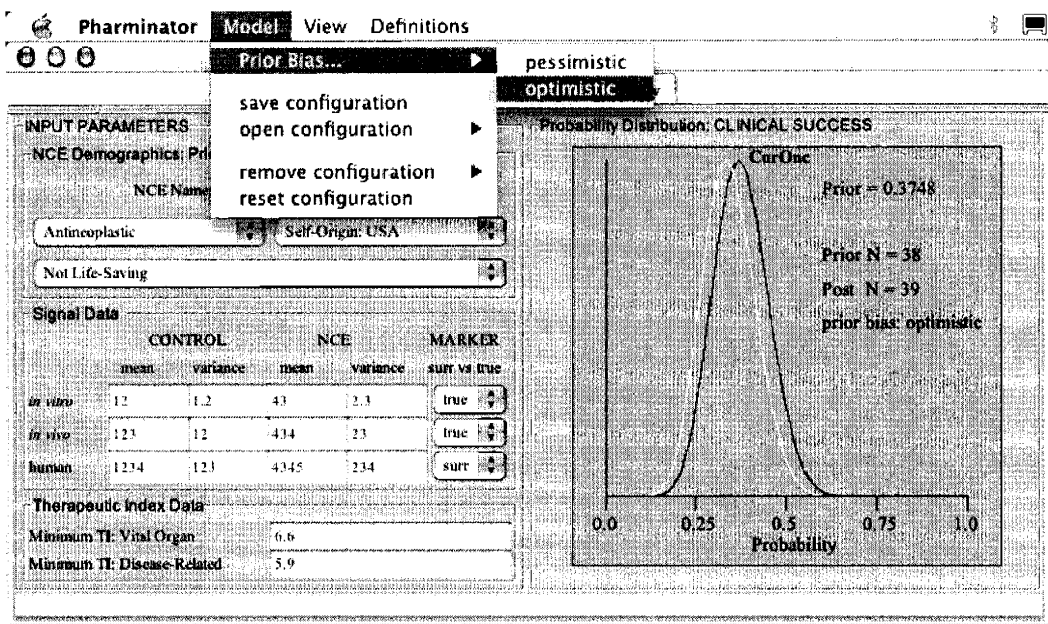 Pharminator Model View Definitions
Prior Bias...
pessimistic
optimistic
save configuration
open configuration
remove configuration
reset configuration
INPUT PARAMETERS
NCE Demographics:
NCE Name
Antineoplastic
Self-Origin: USA
Not Life-Saving
Signal Data
CONTROL NCE MARKER
mean variance mean variance surr vs true
in vitro 12 1.2 43 2.3 true
in vivo 123 12 434 23 true
human 1234 123 4345 234 surr
Therapeutic Index Data
Minimum TI: Vital Organ 6.6
Minimum TI: Disease-Related 5.9
Probability Distribution: CLINICAL SUCCESS
CurOnc
Prior = 0.3748
Prior N = 38
Post N = 39
prior bias: optimistic
0.0 0.25 0.5 0.75 1.0
Probability